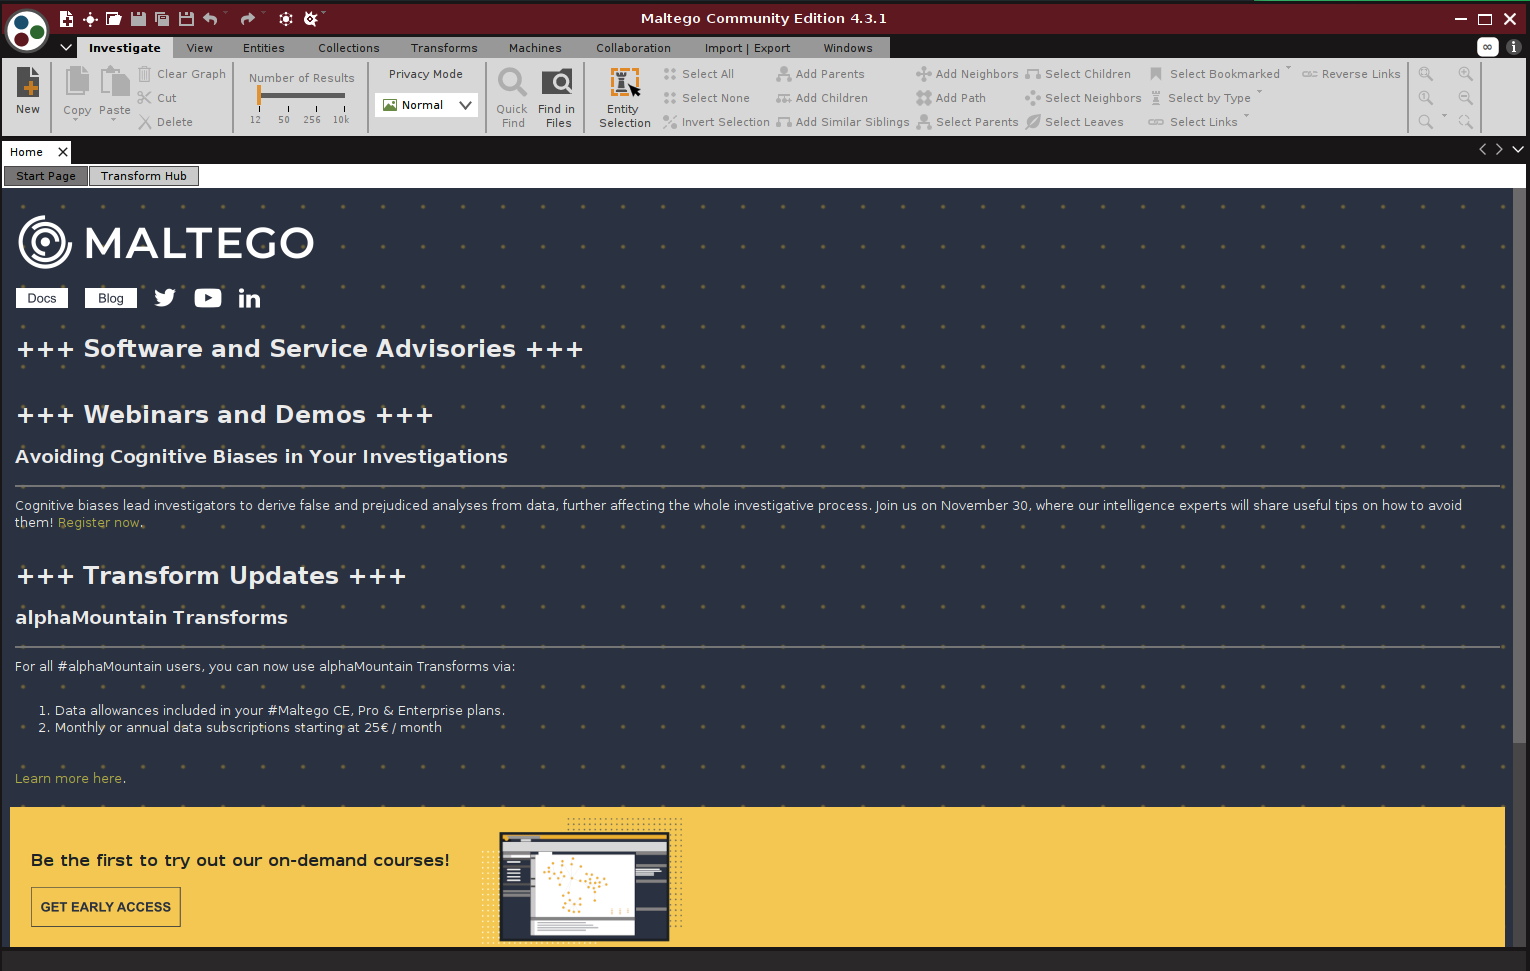 Maltego Community Edition 4.3.1
Investigate View Entities Collections Transforms Machines Collaboration Import | Export Windows
New
Copy
Paste
Clear Graph
Cut
Delete
Number of Results
12 50 256 10k
Privacy Mode
Normal
Quick Find
Find in Files
Entity Selection
Select All
Select None
Invert Selection
Add Parents
Add Children
Add Similar Siblings
Add Neighbors
Add Path
Select Parents
Select Children
Select Neighbors
Select Leaves
Select Bookmarked
Select by Type
Select Links
Reverse Links
Home
Start Page Transform Hub
MALTEGO
Docs Blog
+++ Software and Service Advisories +++
+++ Webinars and Demos +++
Avoiding Cognitive Biases in Your Investigations
Cognitive biases lead investigators to derive false and prejudiced analyses from data, further affecting the whole investigative process. Join us on November 30, where our intelligence experts will share useful tips on how to avoid
them! Register now.
+++ Transform Updates +++
alphaMountain Transforms
For all #alphaMountain users, you can now use alphaMountain Transforms via:
1. Data allowances included in your #Maltego CE, Pro & Enterprise plans.
2. Monthly or annual data subscriptions starting at 25€ / month
Learn more here.
Be the first to try out our on-demand courses!
GET EARLY ACCESS